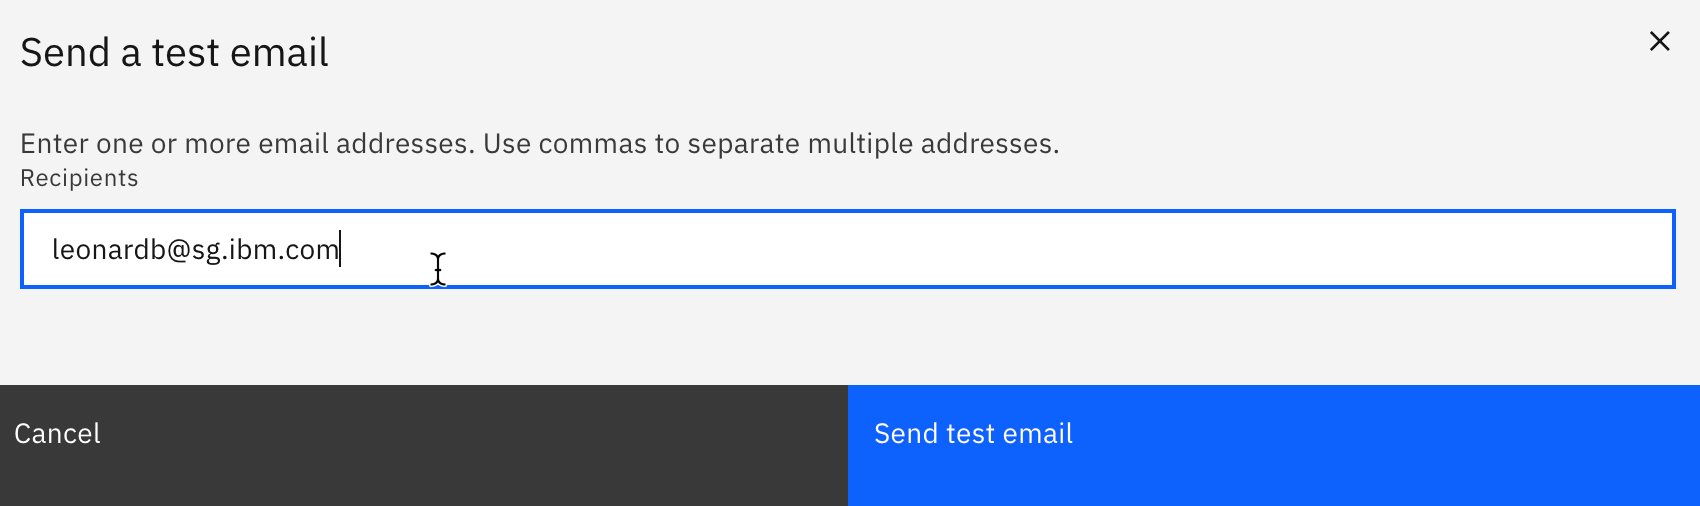 Send a test email
Enter one or more email addresses. Use commas to separate multiple addresses.
Recipients
leonardb@sg.ibm.com
Cancel
Send test email